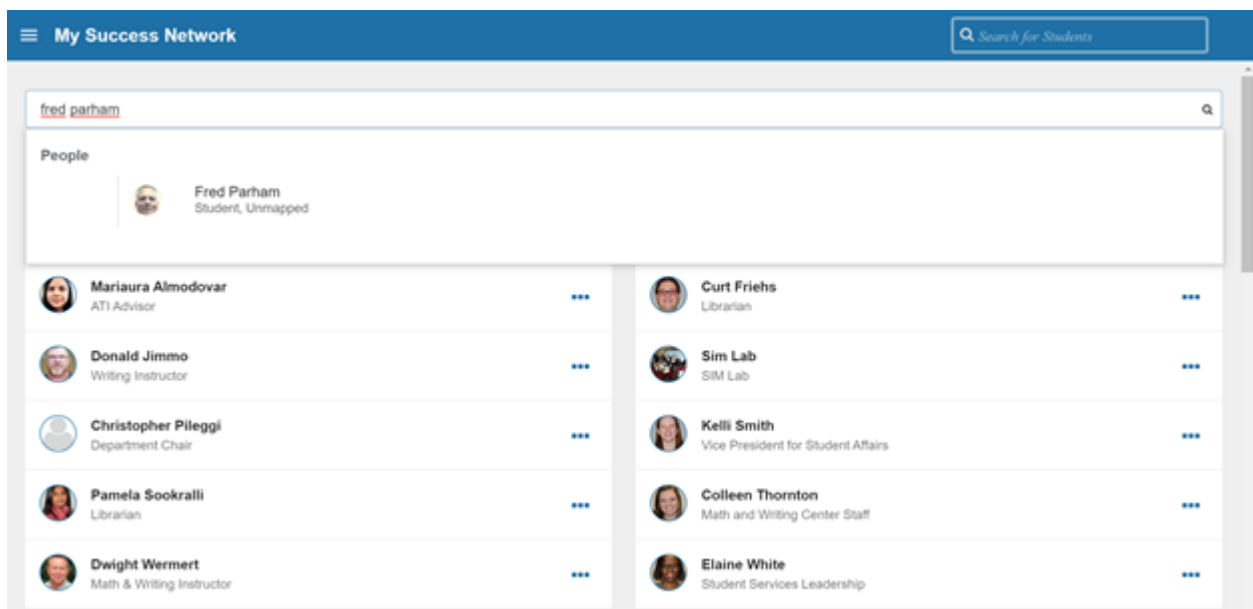 My Success Network
Search for Students
fred parham
People
Fred Parham
Student, Unmapped
Mariaura Almodovar
ATI Advisor
Curt Friehs
Librarian
Donald Jimmo
Writing Instructor
Sim Lab
SIM Lab
Christopher Pileggi
Department Chair
Kelli Smith
Vice President for Student Affairs
Pamela Sookralli
Librarian
Colleen Thornton
Math and Writing Center Staff
Dwight Wermert
Math & Writing Instructor
Elaine White
Student Services Leadership